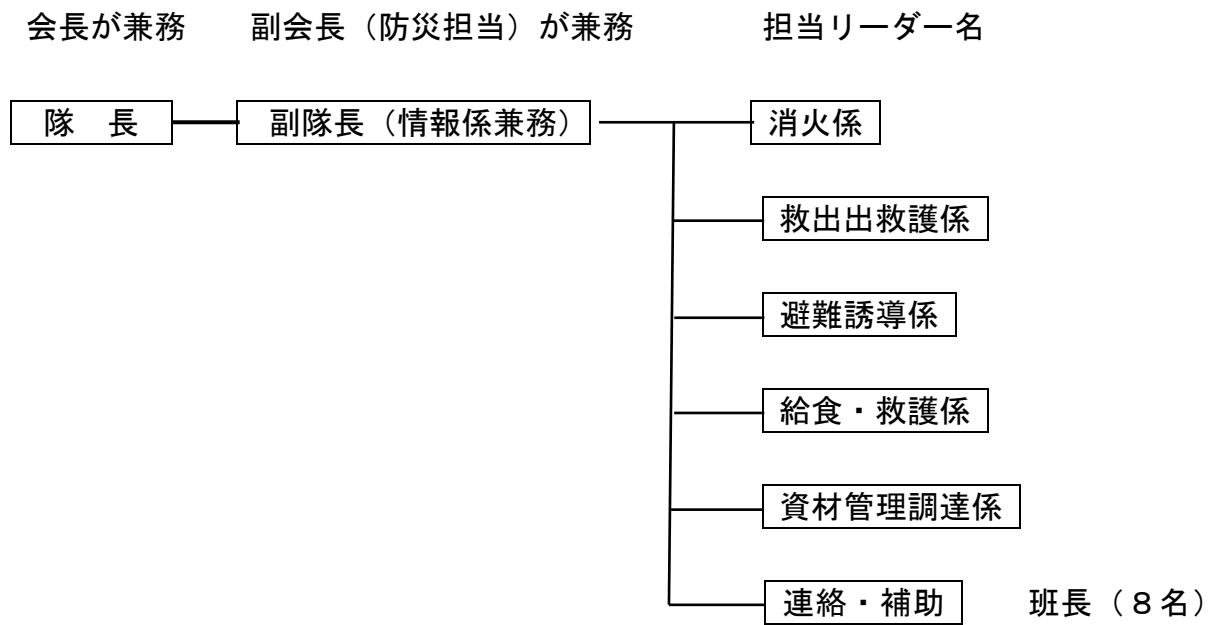 会長が兼務　副会長（防災担当）が兼務　担当リーダー名
隊　長　副隊長（情報係兼務）　消火係
救出出救護係
避難誘導係
給食・救護係
資材管理調達係
連絡・補助　班長（８名）